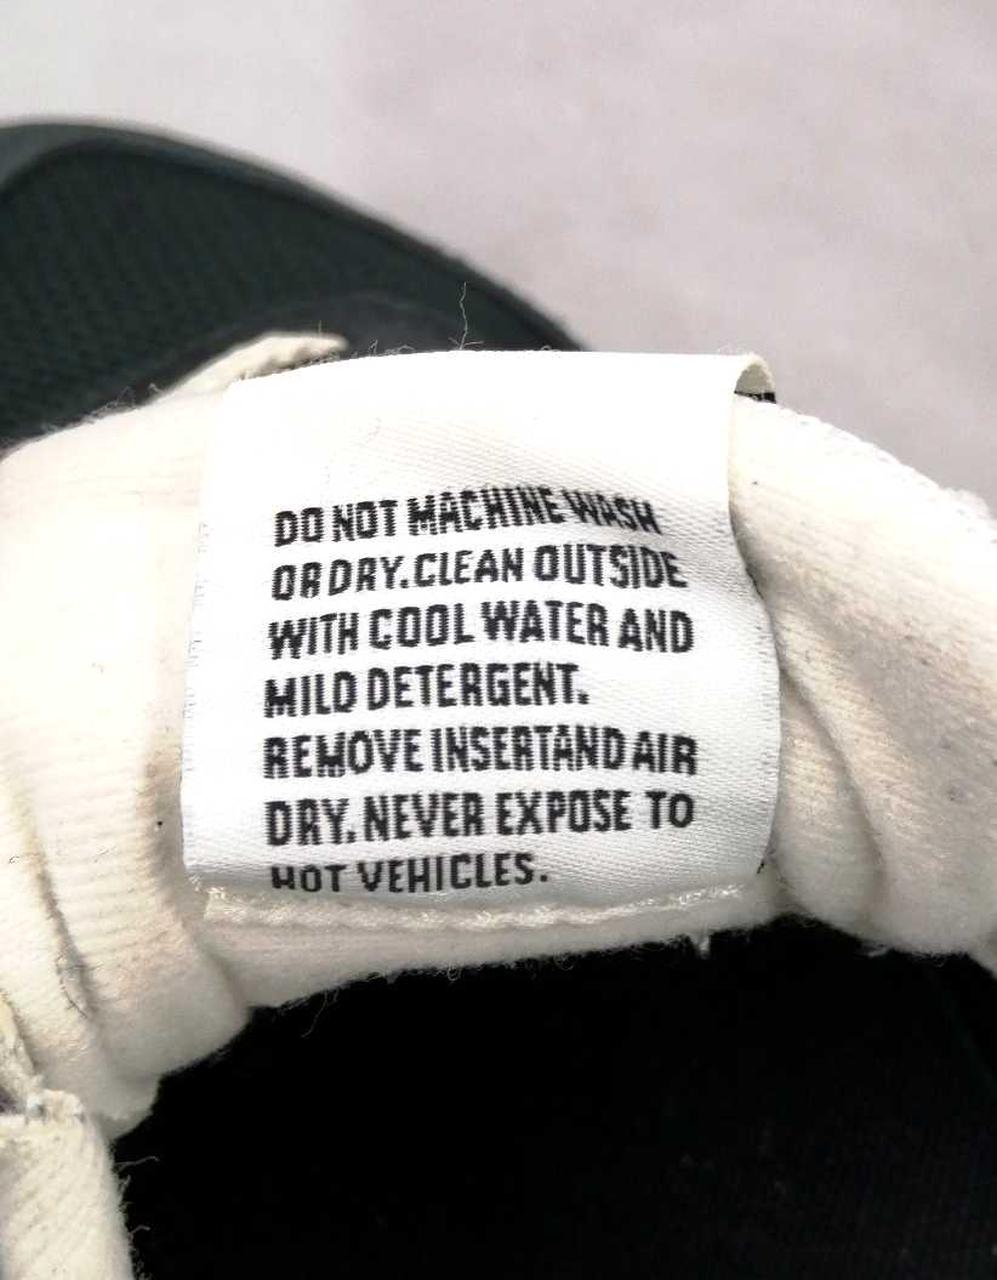 DO NOT MACHINE WASH
OR DRY.CLEAN OUTSIDE
WITH COOL WATER AND
MILD DETERGENT.
REMOVE INSERTAND AIR
DRY. NEVER EXPOSE TO
HOT VEHICLES.